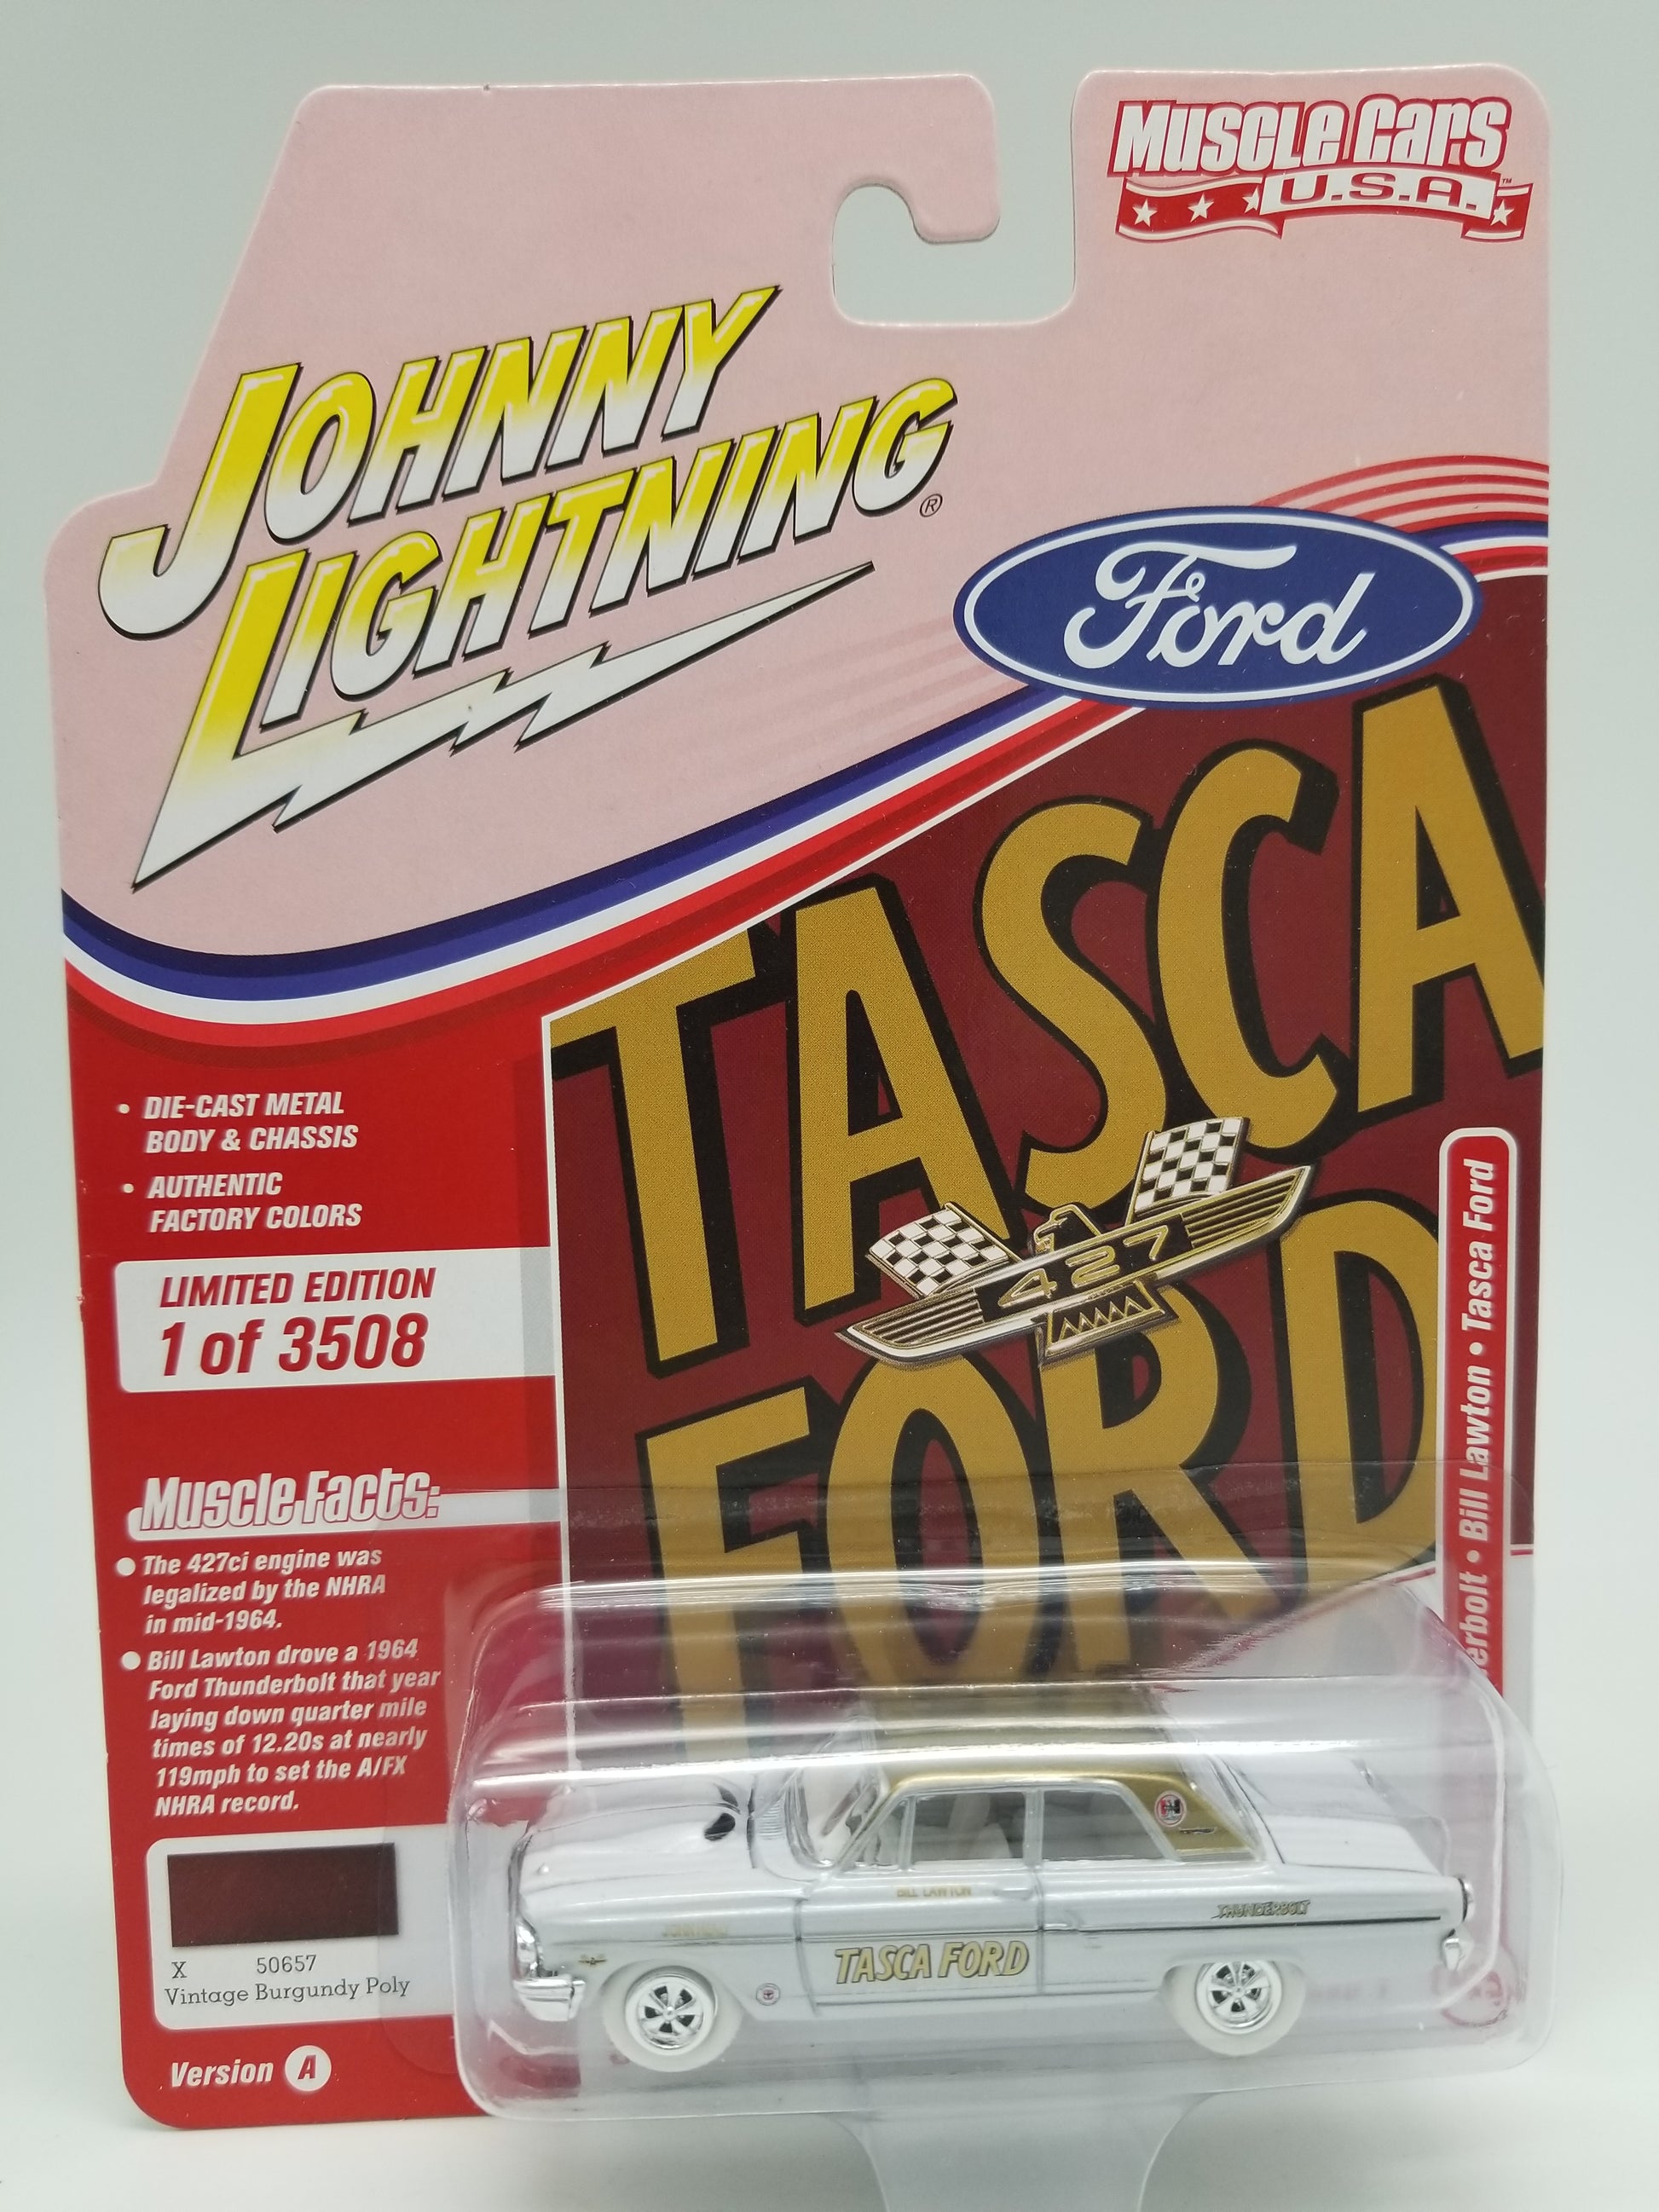 Muscle Cars
U.S.A.™
JOHNNY
LIGHTNING®
Ford
TASCA
FORD
427
• DIE-CAST METAL
BODY & CHASSIS
• AUTHENTIC
FACTORY COLORS
LIMITED EDITION
1 of 3508
Muscle Facts:
• The 427ci engine was
legalized by the NHRA
in mid-1964.
• Bill Lawton drove a 1964
Ford Thunderbolt that year
laying down quarter mile
times of 12.20s at nearly
119mph to set the A/FX
NHRA record.
X 50657
Vintage Burgundy Poly
Version A
erbolt • Bill Lawton • Tasca Ford
BILL LAWTON
THUNDERBOLT
TASCA FORD